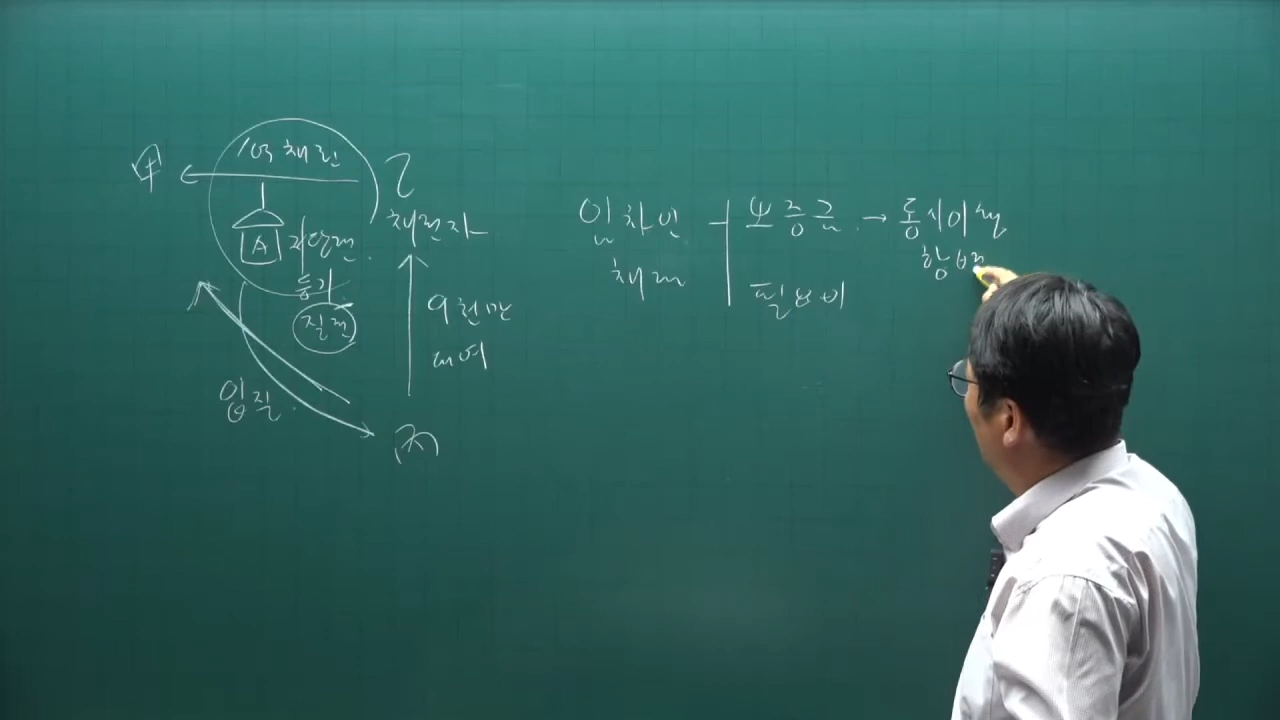 甲
1억 채권
乙
채권자
A
저당권
등기
질권
9천만
대여
입질
丙
임차인
채권
보증금 → 동시이행
항변
필요비